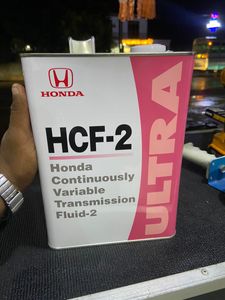 HONDA
ULTRA
HCF-2
Honda
Continuously
Variable
Transmission
Fluid-2